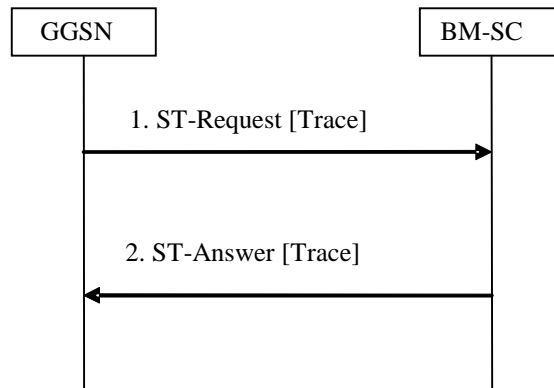 GGSN
BM-SC
1. ST-Request [Trace]
2. ST-Answer [Trace]